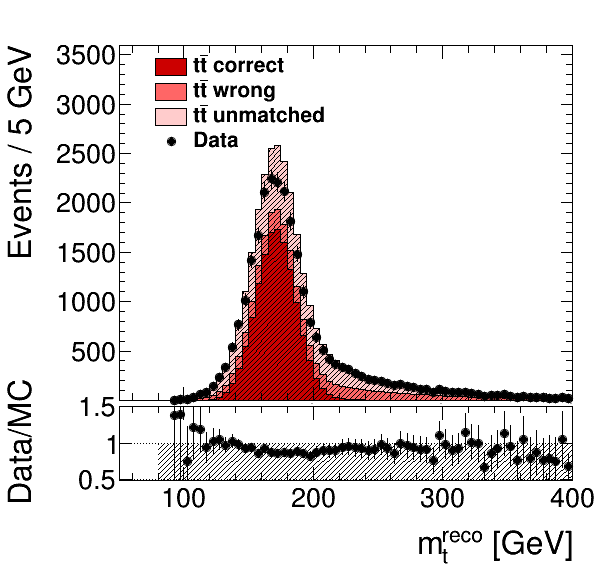 Events / 5 GeV
3500
3000
2500
2000
1500
1000
500
tt̄ correct
tt̄ wrong
tt̄ unmatched
Data
Data/MC
1.5
1
0.5
100 200 300 400
m_t^reco [GeV]